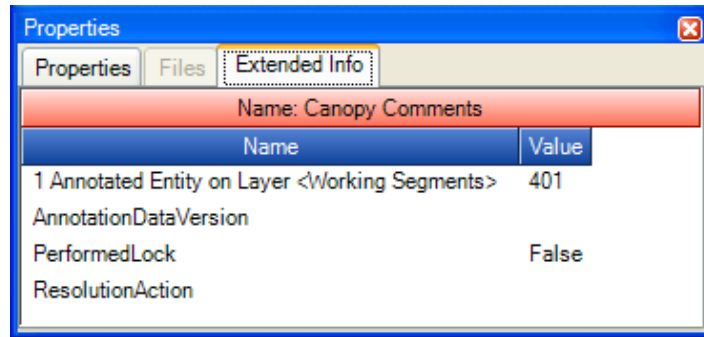 Properties
Properties Files Extended Info
Name: Canopy Comments
Name Value
1 Annotated Entity on Layer <Working Segments> 401
AnnotationDataVersion
PerformedLock False
ResolutionAction